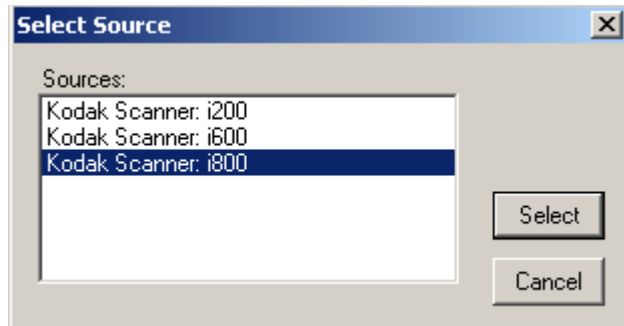 Select Source
Sources:
Kodak Scanner: i200
Kodak Scanner: i600
Kodak Scanner: i800
Select
Cancel